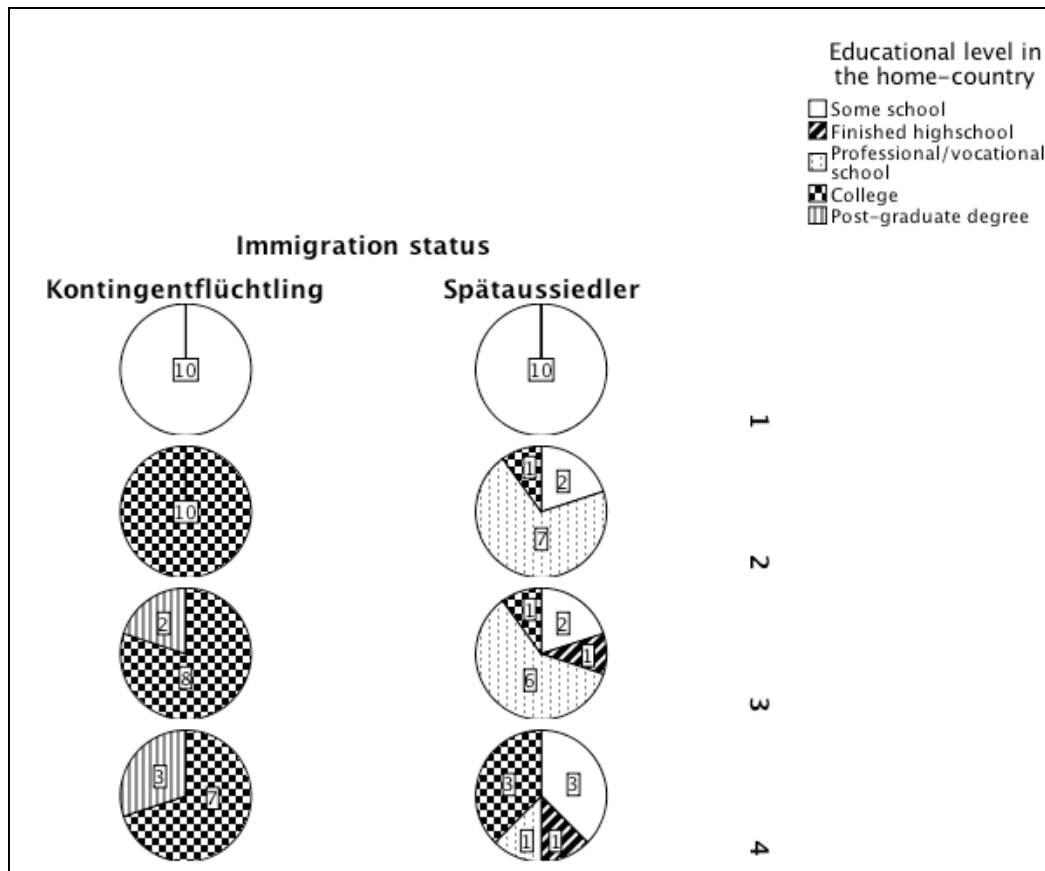 Educational level in
the home-country
Some school
Finished highschool
Professional/vocational
school
College
Post-graduate degree
Immigration status
Kontingentflüchtling
Spätaussiedler
10
10
1
10
1
2
7
2
2
8
1
2
1
6
3
3
7
3
3
1
1
4